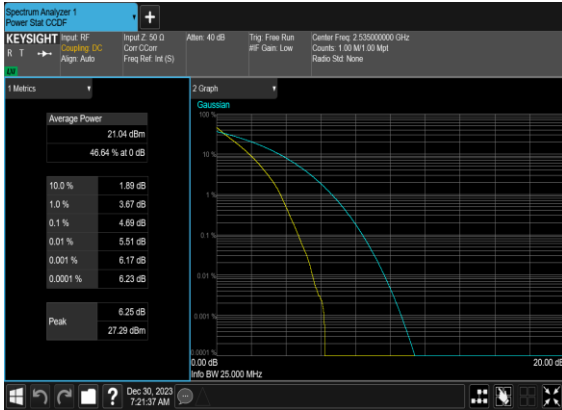 Spectrum Analyzer 1
Power Stat CCDF
+
KEYSIGHT Input: RF Input Z: 50 Ω Atten: 40 dB Trig: Free Run Center Freq: 2.535000000 GHz
R T Coupling: DC Corr CCorr #IF Gain: Low Counts: 1.00 M/1.00 Mpt
Align: Auto Freq Ref: Int (S) Radio Std: None
1 Metrics
2 Graph
Average Power
21.04 dBm
46.64 % at 0 dB
10.0 % 1.89 dB
1.0 % 3.67 dB
0.1 % 4.69 dB
0.01 % 5.51 dB
0.001 % 6.17 dB
0.0001 % 6.23 dB
Peak 6.25 dB
27.29 dBm
Gaussian
100 %
10 %
1 %
0.1 %
0.01 %
0.001 %
0.0001 %
0.00 dB 20.00 dB
Info BW 25.000 MHz
? Dec 30, 2023
7:21:37 AM